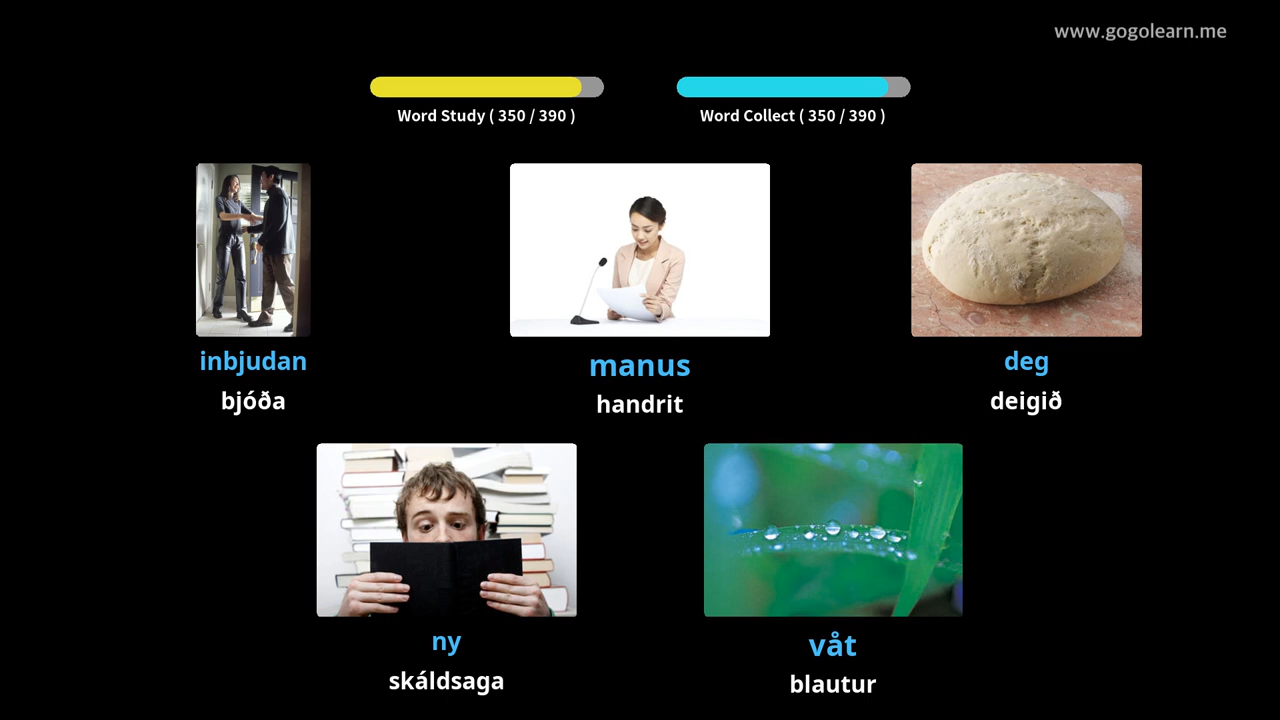 www.gogolearn.me
Word Study ( 350 / 390 )
Word Collect ( 350 / 390 )
inbjudan
bjóða
manus
handrit
deg
deigið
ny
skáldsaga
våt
blautur